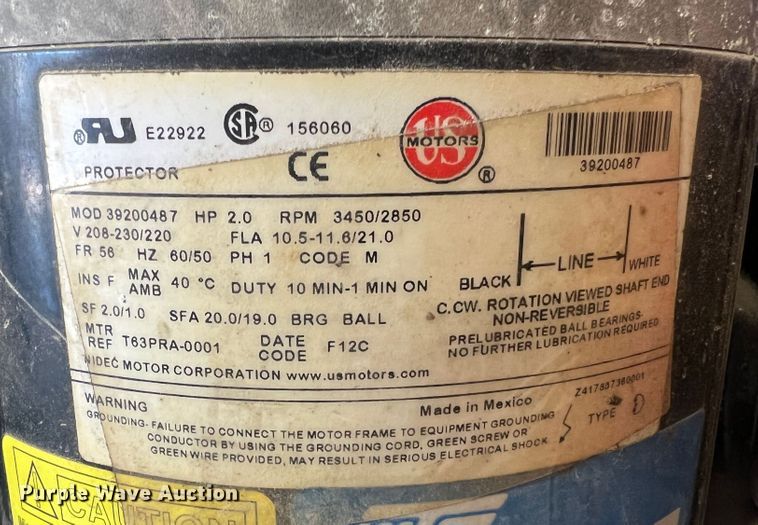 E22922 SA® 156060 US MOTORS ®
PROTECTOR CE 39200487
MOD 39200487 HP 2.0 RPM 3450/2850
V 208-230/220 FLA 10.5-11.6/21.0
FR 56 HZ 60/50 PH 1 CODE M
INS F MAX AMB 40 °C DUTY 10 MIN-1 MIN ON
SF 2.0/1.0 SFA 20.0/19.0 BRG BALL
MTR REF T63PRA-0001 DATE CODE F12C
NIDEC MOTOR CORPORATION www.usmotors.com
BLACK LINE WHITE
C.CW. ROTATION VIEWED SHAFT END
NON-REVERSIBLE
PRELUBRICATED BALL BEARINGS-
NO FURTHER LUBRICATION REQUIRED
WARNING Made in Mexico
GROUNDING- FAILURE TO CONNECT THE MOTOR FRAME TO EQUIPMENT GROUNDING
CONDUCTOR BY USING THE GROUNDING CORD, GREEN SCREW OR
GREEN WIRE PROVIDED, MAY RESULT IN SERIOUS ELECTRICAL SHOCK
TYPE D
CAUTION
Purple Wave Auction